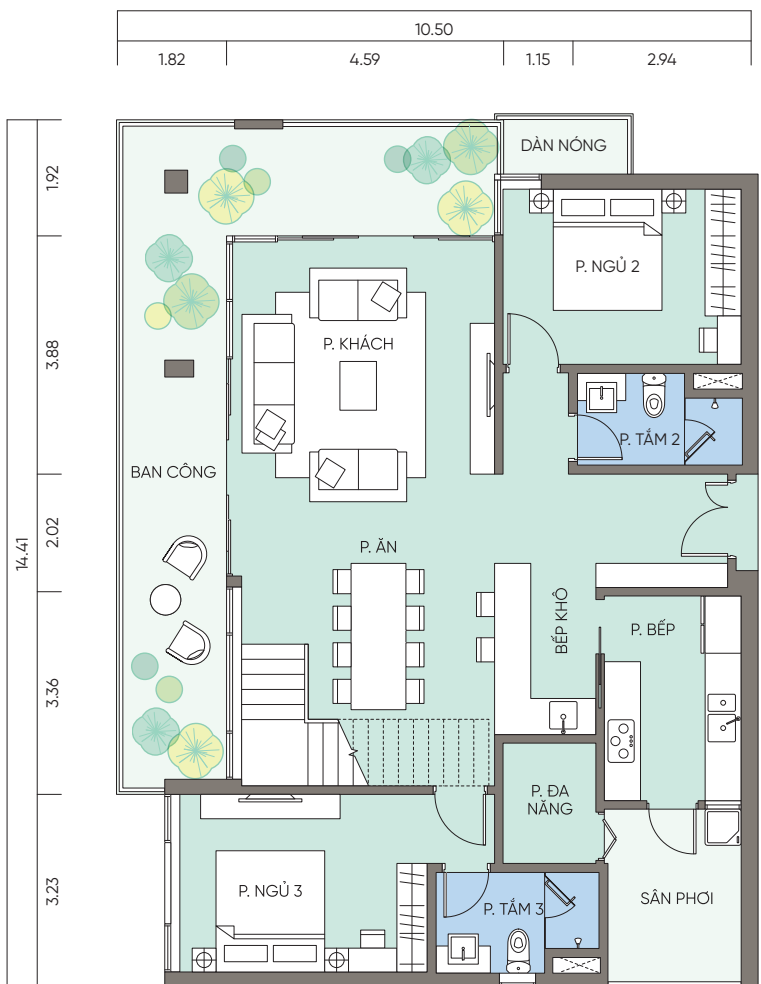 10.50
1.82
4.59
1.15
2.94
DÀN NÓNG
1.92
P. NGỦ 2
P. KHÁCH
3.88
P. TẮM 2
BAN CÔNG
14.41
2.02
P. ĂN
BẾP KHÔ
P. BẾP
3.36
P. ĐA
NĂNG
P. NGỦ 3
3.23
P. TẮM 3
SÂN PHƠI